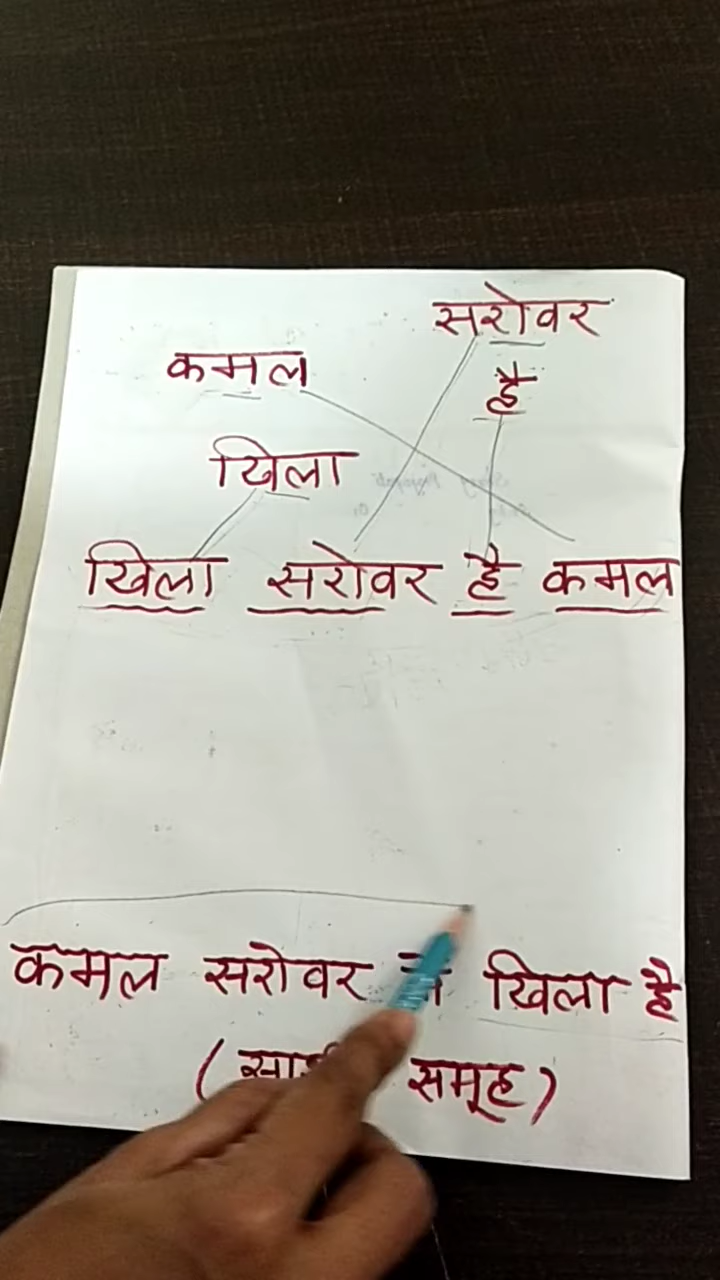 सरोवर
कमल
है
खिला
खिला सरोवर है कमल
कमल सरोवर खिला है
( समूह )